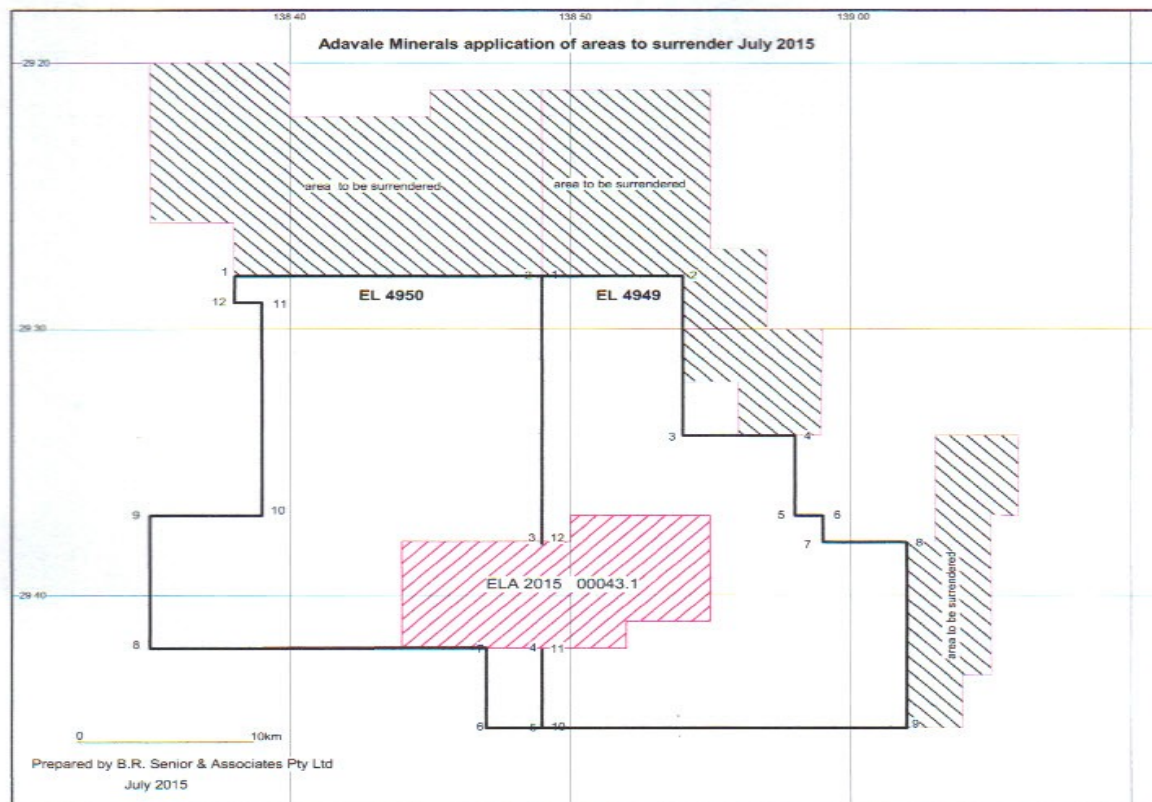 138 40 138 50 139 00
Adavale Minerals application of areas to surrender July 2015
29 20
area to be surrendered area to be surrendered
1 2 1 2
EL 4950 EL 4949
12 11
29 30
3 4
9 10 5 6
3 12 7 8
ELA 2015 00043.1
area to be surrendered
29 40
8 7 4 11
6 5 10 9
0 10km
Prepared by B.R. Senior & Associates Pty Ltd
July 2015